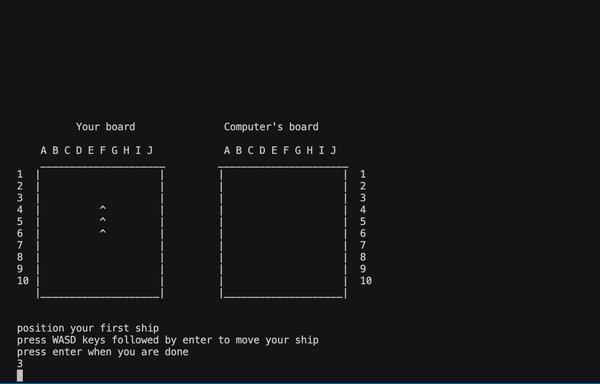 Your board Computer's board
A B C D E F G H I J A B C D E F G H I J
1 1
2 2
3 3
4 ^ 4
5 ^ 5
6 ^ 6
7 7
8 8
9 9
10 10
position your first ship
press WASD keys followed by enter to move your ship
press enter when you are done
3